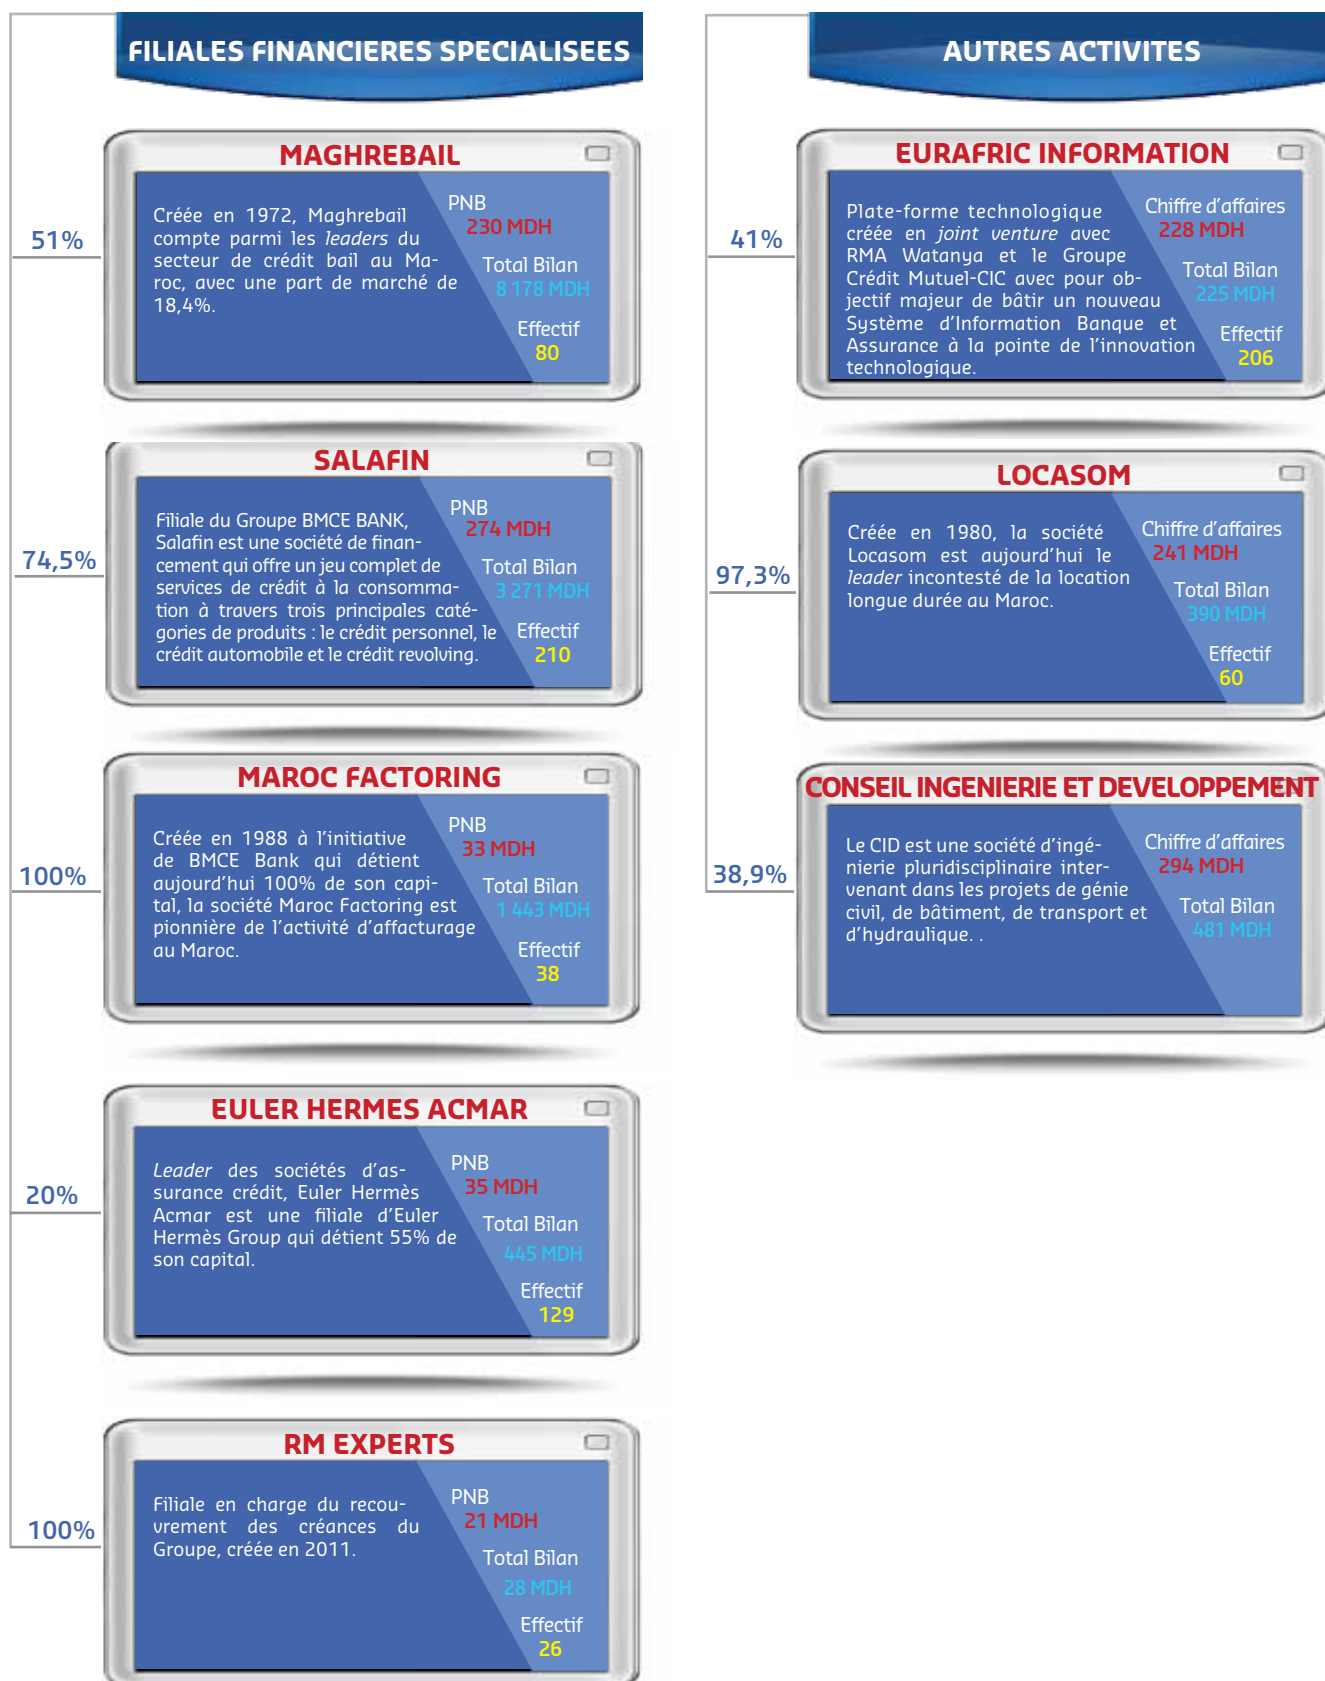 FILIALES FINANCIERES SPECIALISEES
51%
MAGHREBAIL
Créée en 1972, Maghrebail
compte parmi les leaders du
secteur de crédit bail au Ma-
roc, avec une part de marché de
18,4%.
PNB
230 MDH
Total Bilan
8 178 MDH
Effectif
80
74,5%
SALAFIN
Filiale du Groupe BMCE BANK,
Salafin est une société de finan-
cement qui offre un jeu complet de
services de crédit à la consomma-
tion à travers trois principales caté-
gories de produits : le crédit personnel, le
crédit automobile et le crédit revolving.
PNB
274 MDH
Total Bilan
3 271 MDH
Effectif
210
100%
MAROC FACTORING
Créée en 1988 à l'initiative
de BMCE Bank qui détient
aujourd'hui 100% de son capi-
tal, la société Maroc Factoring est
pionnière de l'activité d'affacturage
au Maroc.
PNB
33 MDH
Total Bilan
1 443 MDH
Effectif
38
20%
EULER HERMES ACMAR
Leader des sociétés d'as-
surance crédit, Euler Hermès
Acmar est une filiale d'Euler
Hermès Group qui détient 55% de
son capital.
PNB
35 MDH
Total Bilan
445 MDH
Effectif
129
100%
RM EXPERTS
Filiale en charge du recou-
vrement des créances du
Groupe, créée en 2011.
PNB
21 MDH
Total Bilan
28 MDH
Effectif
26
AUTRES ACTIVITES
41%
EURAFRIC INFORMATION
Plate-forme technologique
créée en joint venture avec
RMA Watanya et le Groupe
Crédit Mutuel-CIC avec pour ob-
jectif majeur de bâtir un nouveau
Système d'Information Banque et
Assurance à la pointe de l'innovation
technologique.
Chiffre d'affaires
228 MDH
Total Bilan
225 MDH
Effectif
206
97,3%
LOCASOM
Créée en 1980, la société
Locasom est aujourd'hui le
leader incontesté de la location
longue durée au Maroc.
Chiffre d'affaires
241 MDH
Total Bilan
390 MDH
Effectif
60
38,9%
CONSEIL INGENIERIE ET DEVELOPPEMENT
Le CID est une société d'ingé-
nierie pluridisciplinaire inter-
venant dans les projets de génie
civil, de bâtiment, de transport et
d'hydraulique. .
Chiffre d'affaires
294 MDH
Total Bilan
481 MDH